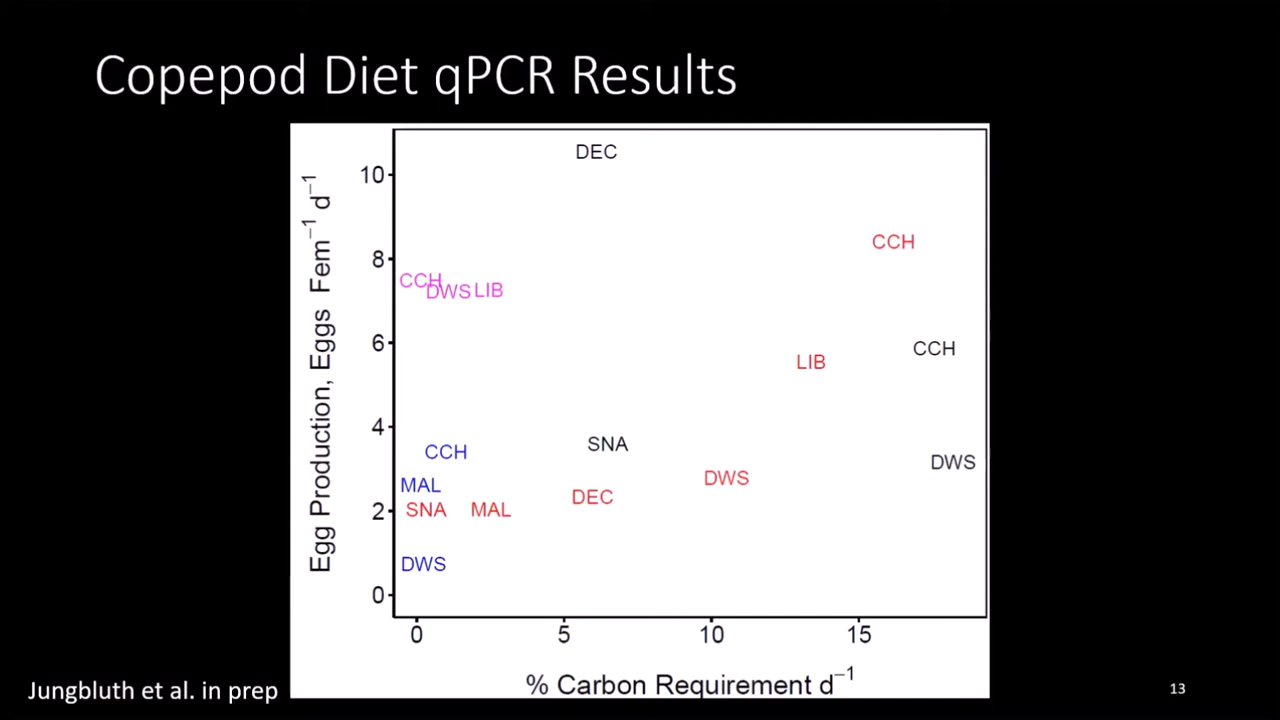 Copepod Diet qPCR Results
Egg Production, Eggs Fem⁻¹ d⁻¹
10
8
6
4
2
0
DEC
CCH
CCH
DWS
LIB
CCH
LIB
CCH
SNA
DWS
MAL
DWS
DEC
SNA
MAL
DWS
0
5
10
15
% Carbon Requirement d⁻¹
Jungbluth et al. in prep
13